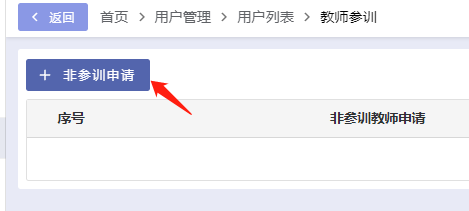 返回 首页 > 用户管理 > 用户列表 > 教师参训
+ 非参训申请
序号 非参训教师申请